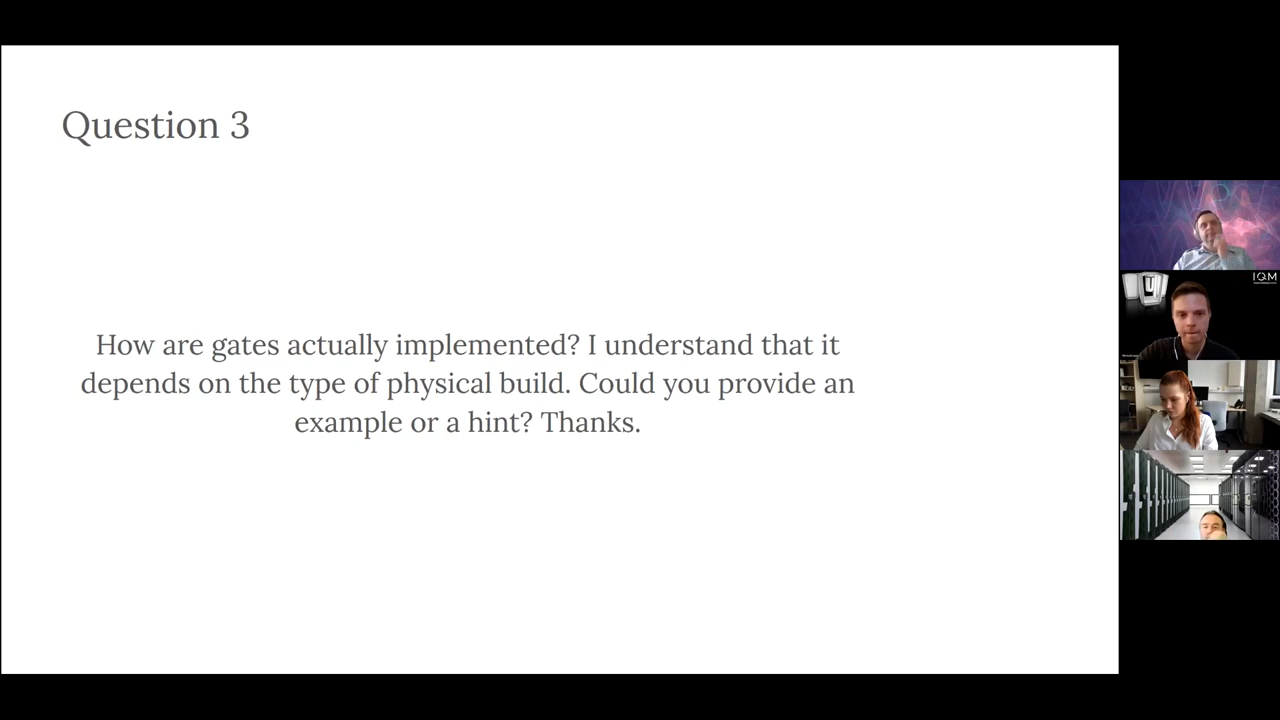 Question 3
How are gates actually implemented? I understand that it
depends on the type of physical build. Could you provide an
example or a hint? Thanks.
IQM